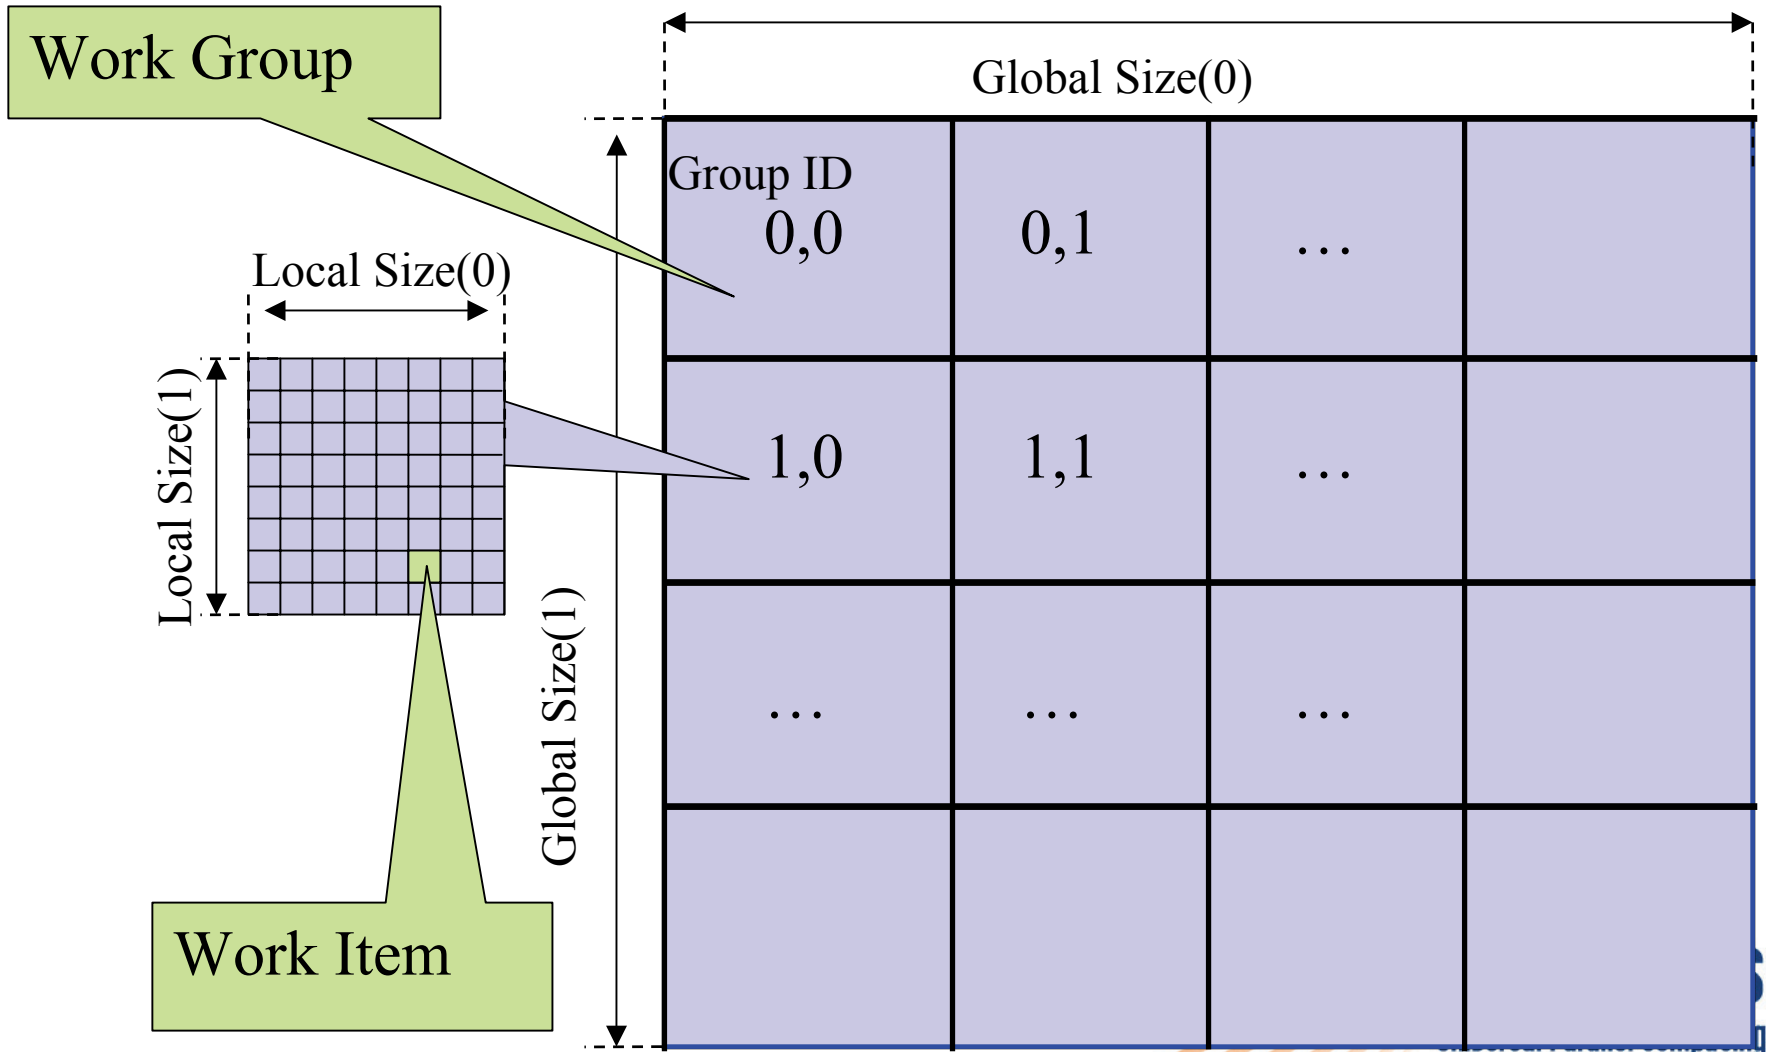 Work Group
Global Size(0)
Group ID
0,0
0,1
...
Local Size(0)
Local Size(1)
1,0
1,1
...
Global Size(1)
...
...
...
Work Item